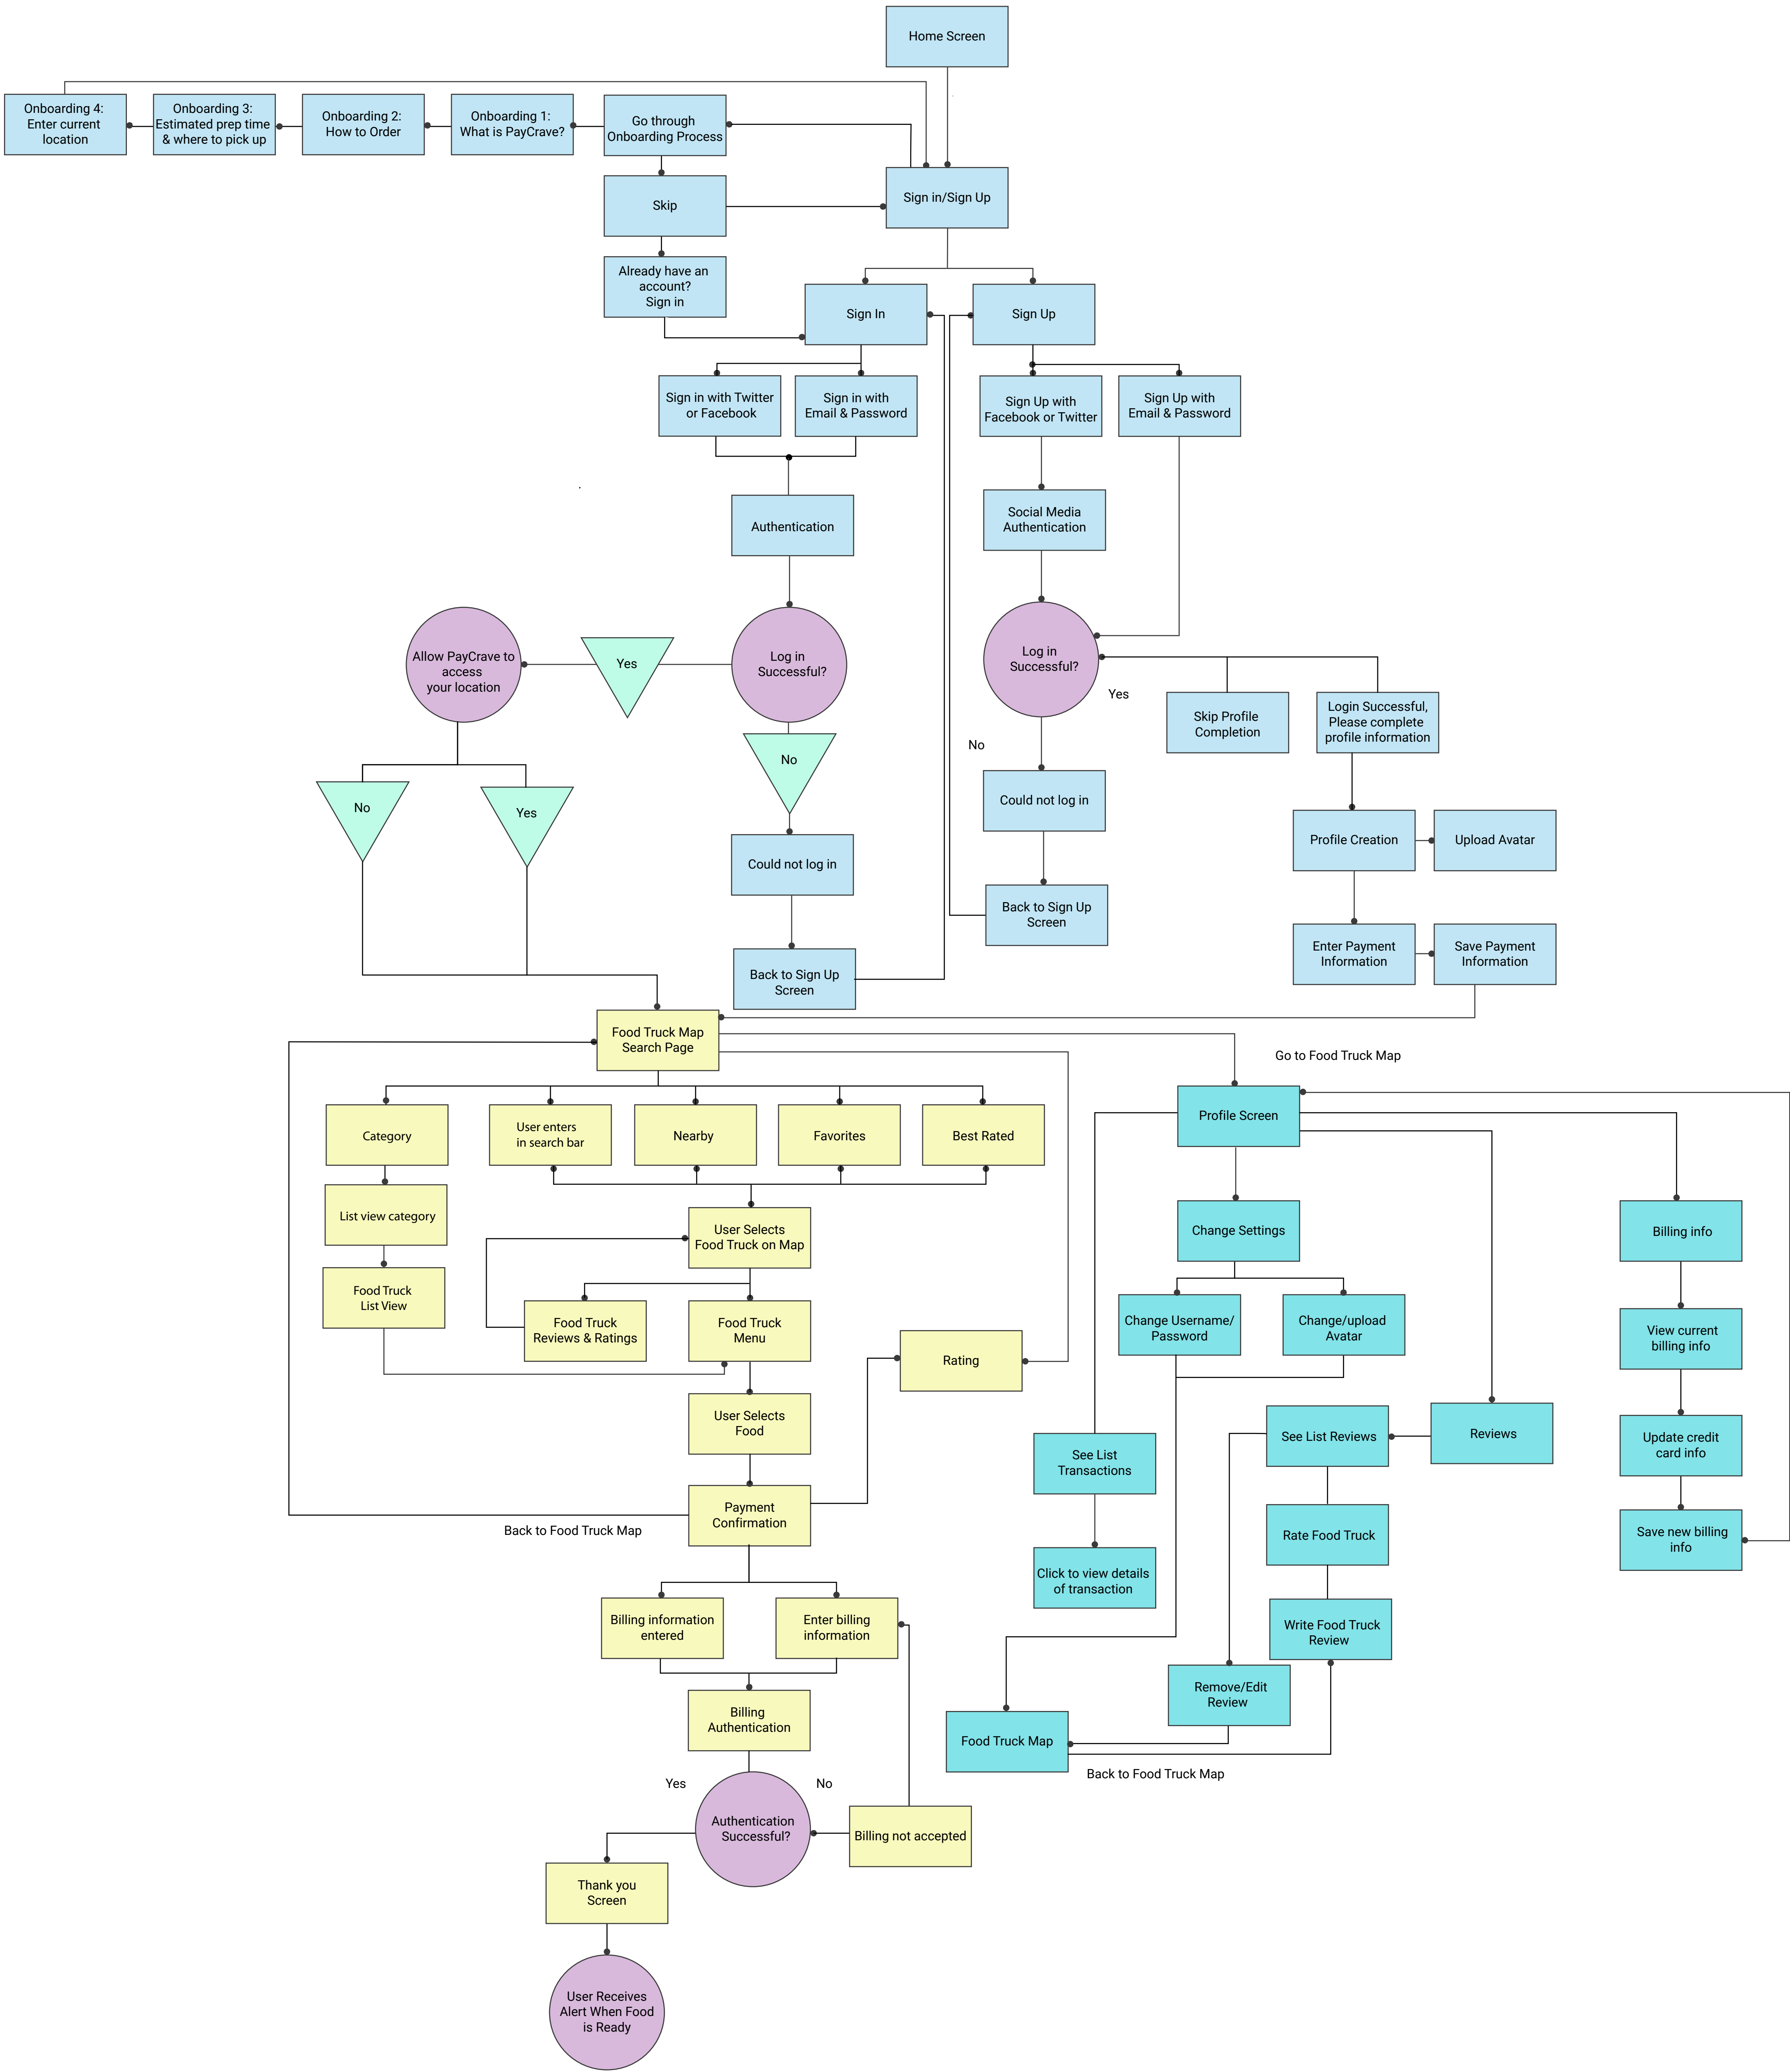 Home Screen
Onboarding 4:
Enter current
location
Onboarding 3:
Estimated prep time
& where to pick up
Onboarding 2:
How to Order
Onboarding 1:
What is PayCrave?
Go through
Onboarding Process
Skip
Sign in/Sign Up
Already have an
account?
Sign in
Sign In
Sign Up
Sign in with Twitter
or Facebook
Sign in with
Email & Password
Sign Up with
Facebook or Twitter
Sign Up with
Email & Password
Social Media
Authentication
Authentication
Allow PayCrave to
access
your location
Yes
Log in
Successful?
Log in
Successful?
Yes
Skip Profile
Completion
Login Successful,
Please complete
profile information
No
No
Could not log in
No
Yes
Profile Creation
Upload Avatar
Could not log in
Back to Sign Up
Screen
Enter Payment
Information
Save Payment
Information
Back to Sign Up
Screen
Food Truck Map
Search Page
Go to Food Truck Map
Category
User enters
in search bar
Nearby
Favorites
Best Rated
Profile Screen
List view category
User Selects
Food Truck on Map
Change Settings
Billing info
Food Truck
List View
Food Truck
Reviews & Ratings
Food Truck
Menu
Rating
Change Username/
Password
Change/upload
Avatar
View current
billing info
User Selects
Food
See List
Transactions
See List Reviews
Reviews
Update credit
card info
Payment
Confirmation
Back to Food Truck Map
Rate Food Truck
Save new billing
info
Click to view details
of transaction
Billing information
entered
Enter billing
information
Write Food Truck
Review
Remove/Edit
Review
Billing
Authentication
Food Truck Map
Back to Food Truck Map
Yes
No
Authentication
Successful?
Billing not accepted
Thank you
Screen
User Receives
Alert When Food
is Ready